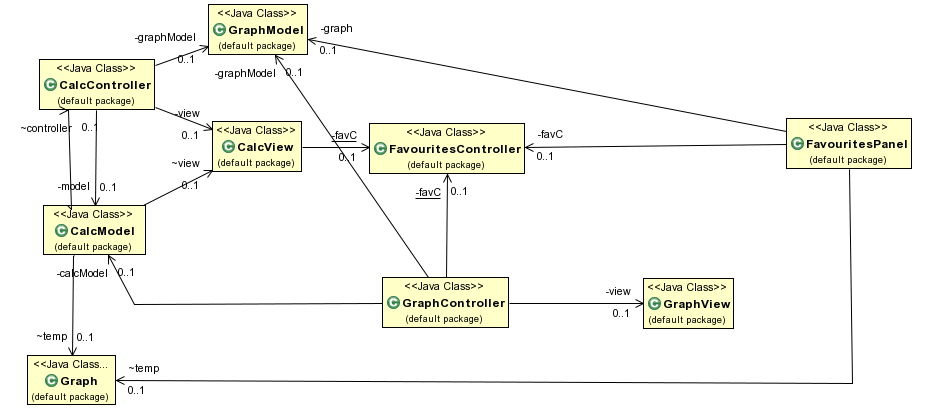 <<Java Class>>
GraphModel
(default package)
-graph
0..1
-graphModel
0..1
-graphModel
0..1
<<Java Class>>
CalcController
(default package)
-view
0..1
~controller
0..1
<<Java Class>>
CalcView
(default package)
-favC
0..1
<<Java Class>>
FavouritesController
(default package)
-favC
0..1
<<Java Class>>
FavouritesPanel
(default package)
~view
0..1
-model
0..1
-favC
0..1
<<Java Class>>
CalcModel
(default package)
-calcModel
0..1
<<Java Class>>
GraphController
(default package)
-view
0..1
<<Java Class>>
GraphView
(default package)
~temp
0..1
<<Java Class...
Graph
(default package)
~temp
0..1